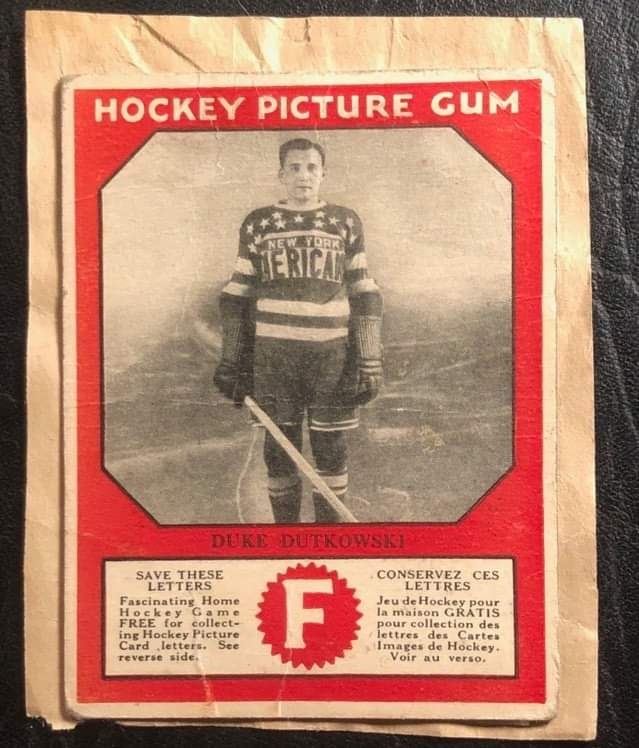 HOCKEY PICTURE GUM
NEW YORK
AMERICAN
DUKE DUTKOWSKI
SAVE THESE
LETTERS
Fascinating Home
Hockey Game
FREE for collect-
ing Hockey Picture
Card letters. See
reverse side.
F
CONSERVEZ CES
LETTRES
Jeu de Hockey pour
la maison GRATIS
pour collection des
lettres des Cartes
Images de Hockey.
Voir au verso.